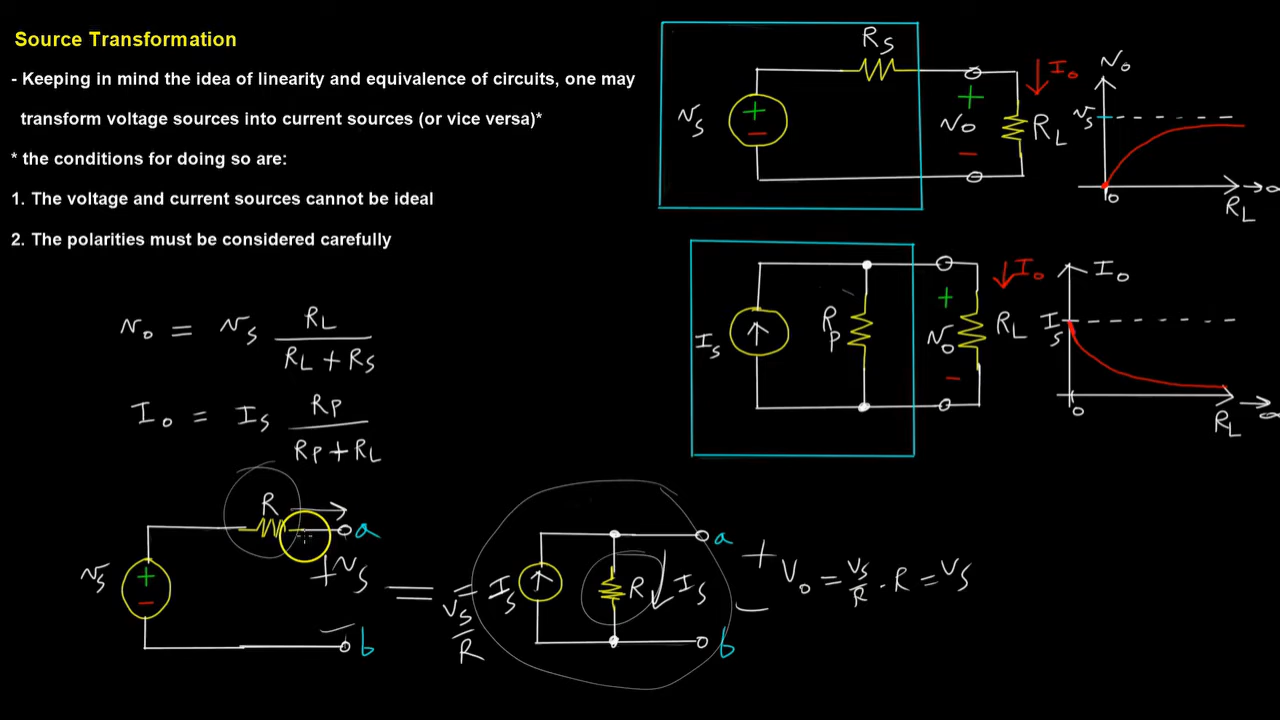 Source Transformation
- Keeping in mind the idea of linearity and equivalence of circuits, one may
transform voltage sources into current sources (or vice versa)*
* the conditions for doing so are:
1. The voltage and current sources cannot be ideal
2. The polarities must be considered carefully
Rs
Vs
+
-
+
Vo
-
Io
RL
Vo
Vs
0
RL
→∞
Is
Rp
+
Vo
-
Io
RL
Io
Is
0
RL
→∞
Vo = Vs RL / (RL + Rs)
Io = Is Rp / (Rp + RL)
R
a
Vs
+
-
+ Vs
-
b
=
Vs/R = Is
R
Is
a
b
+
-
Vo = Vs/R · R = Vs